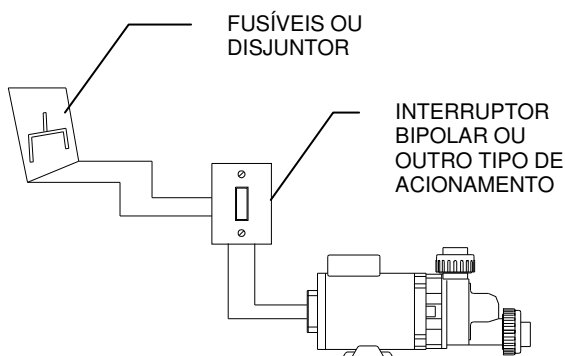 FUSÍVEIS OU
DISJUNTOR
INTERRUPTOR
BIPOLAR OU
OUTRO TIPO DE
ACIONAMENTO